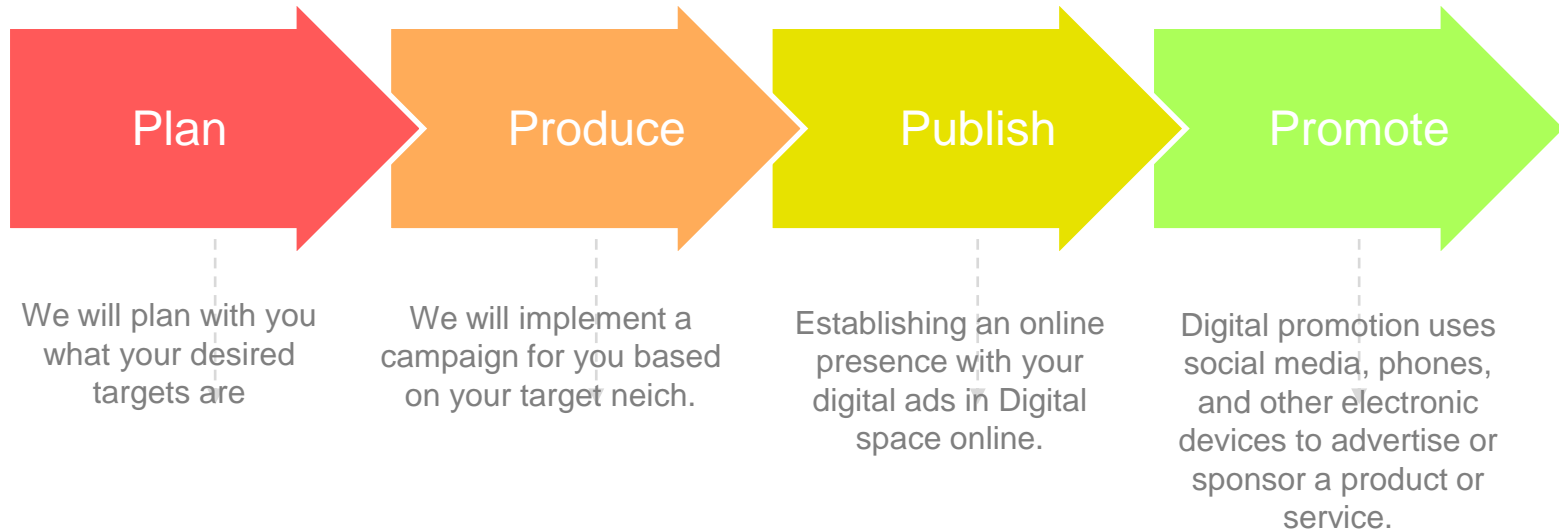 Plan
Produce
Publish
Promote
We will plan with you
what your desired
targets are
We will implement a
campaign for you based
on your target neich.
Establishing an online
presence with your
digital ads in Digital
space online.
Digital promotion uses
social media, phones,
and other electronic
devices to advertise or
sponsor a product or
service.